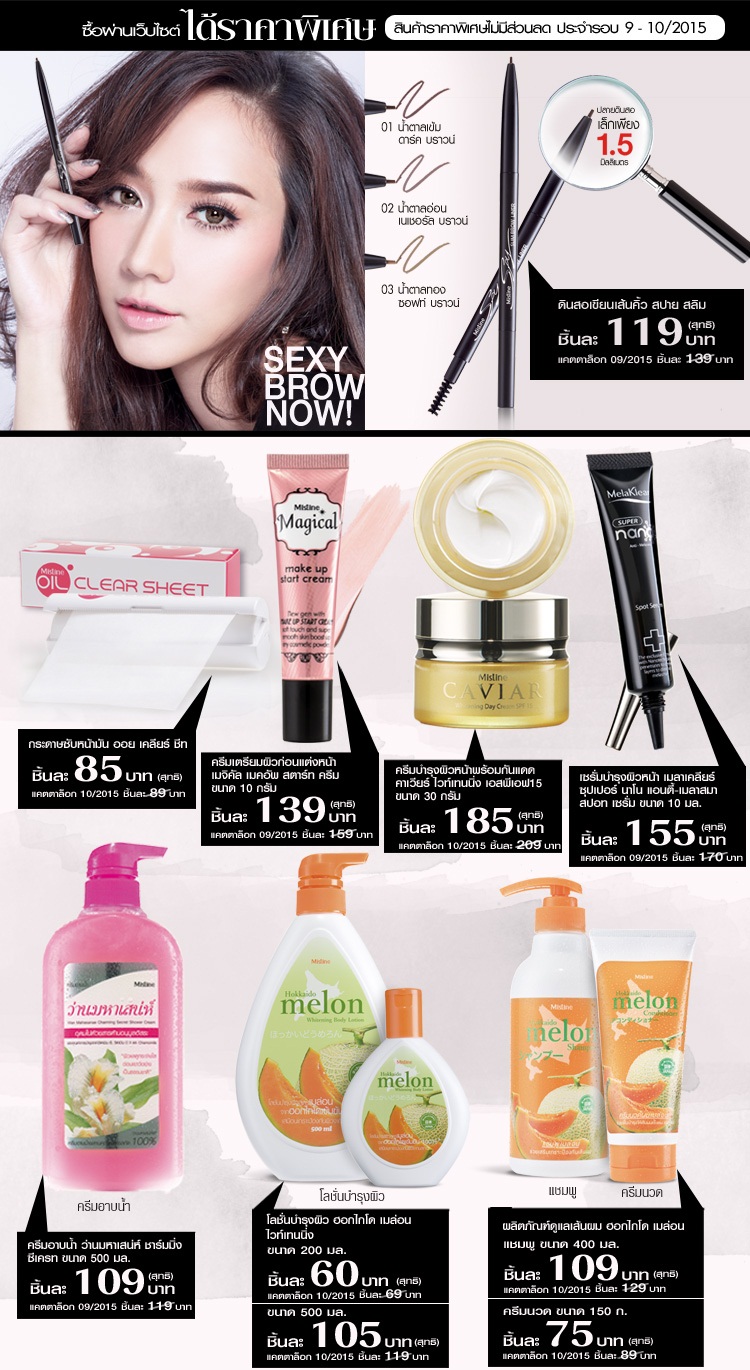 ซื้อผ่านเว็บไซต์ ได้ราคาพิเศษ สินค้าราคาพิเศษไม่มีส่วนลด ประจำรอบ 9 - 10/2015
01 น้ำตาลเข้ม
ดาร์ค บราวน์
02 น้ำตาลอ่อน
เนเชอรัล บราวน์
03 น้ำตาลทอง
ซอฟท์ บราวน์
ปลายดินสอ
เล็กเพียง
1.5
มิลลิเมตร
SEXY
BROW
NOW!
ดินสอเขียนเส้นคิ้ว สปาย สลิม
ชิ้นละ 119 บาท (สุทธิ)
แคตตาล็อก 09/2015 ชิ้นละ 139 บาท
Mistine
OIL CLEAR SHEET
กระดาษซับหน้ามัน ออย เคลียร์ ชีท
ชิ้นละ 85 บาท (สุทธิ)
แคตตาล็อก 10/2015 ชิ้นละ 89 บาท
Mistine
Magical
make up
start cream
ครีมเตรียมผิวก่อนแต่งหน้า
เมจิคัล เมคอัพ สตาร์ท ครีม
ขนาด 10 กรัม
ชิ้นละ 139 บาท (สุทธิ)
แคตตาล็อก 09/2015 ชิ้นละ 159 บาท
Mistine
CAVIAR
Day Cream
ครีมบำรุงผิวหน้าพร้อมกันแดด
คาเวียร์ ไวท์เทนนิ่ง เอสพีเอฟ15
ขนาด 30 กรัม
ชิ้นละ 185 บาท (สุทธิ)
แคตตาล็อก 10/2015 ชิ้นละ 209 บาท
MelaKlear
SUPER
nano
Spot Serum
เซรั่มบำรุงผิวหน้า เมลาเคลียร์
ซุปเปอร์ นาโน แอนตี้-เมลาสมา
สปอท เซรั่ม ขนาด 10 มล.
ชิ้นละ 155 บาท (สุทธิ)
แคตตาล็อก 09/2015 ชิ้นละ 170 บาท
Mistine
ว่านมหาเสน่ห์
100%
ครีมอาบน้ำ
ครีมอาบน้ำ ว่านมหาเสน่ห์ ชาร์มมิ่ง
ซีเครท ขนาด 500 มล.
ชิ้นละ 109 บาท (สุทธิ)
แคตตาล็อก 09/2015 ชิ้นละ 119 บาท
Mistine
Hokkaido
melon
Whitening Body Lotion
ほっかいどうめろん
500 มล.
Mistine
Hokkaido
melon
Whitening Body Lotion
โลชั่นบำรุงผิว
โลชั่นบำรุงผิว ฮอกไกโด เมล่อน
ไวท์เทนนิ่ง
ขนาด 200 มล.
ชิ้นละ 60 บาท (สุทธิ)
แคตตาล็อก 10/2015 ชิ้นละ 69 บาท
ขนาด 500 มล.
ชิ้นละ 105 บาท (สุทธิ)
แคตตาล็อก 10/2015 ชิ้นละ 119 บาท
Mistine
melon
Mistine
Hokkaido
melon
Conditioner
コンディショナー
แชมพู
ครีมนวด
ผลิตภัณฑ์ดูแลเส้นผม ฮอกไกโด เมล่อน
แชมพู ขนาด 400 มล.
ชิ้นละ 109 บาท (สุทธิ)
แคตตาล็อก 10/2015 ชิ้นละ 129 บาท
ครีมนวด ขนาด 150 ก.
ชิ้นละ 75 บาท (สุทธิ)
แคตตาล็อก 10/2015 ชิ้นละ 89 บาท